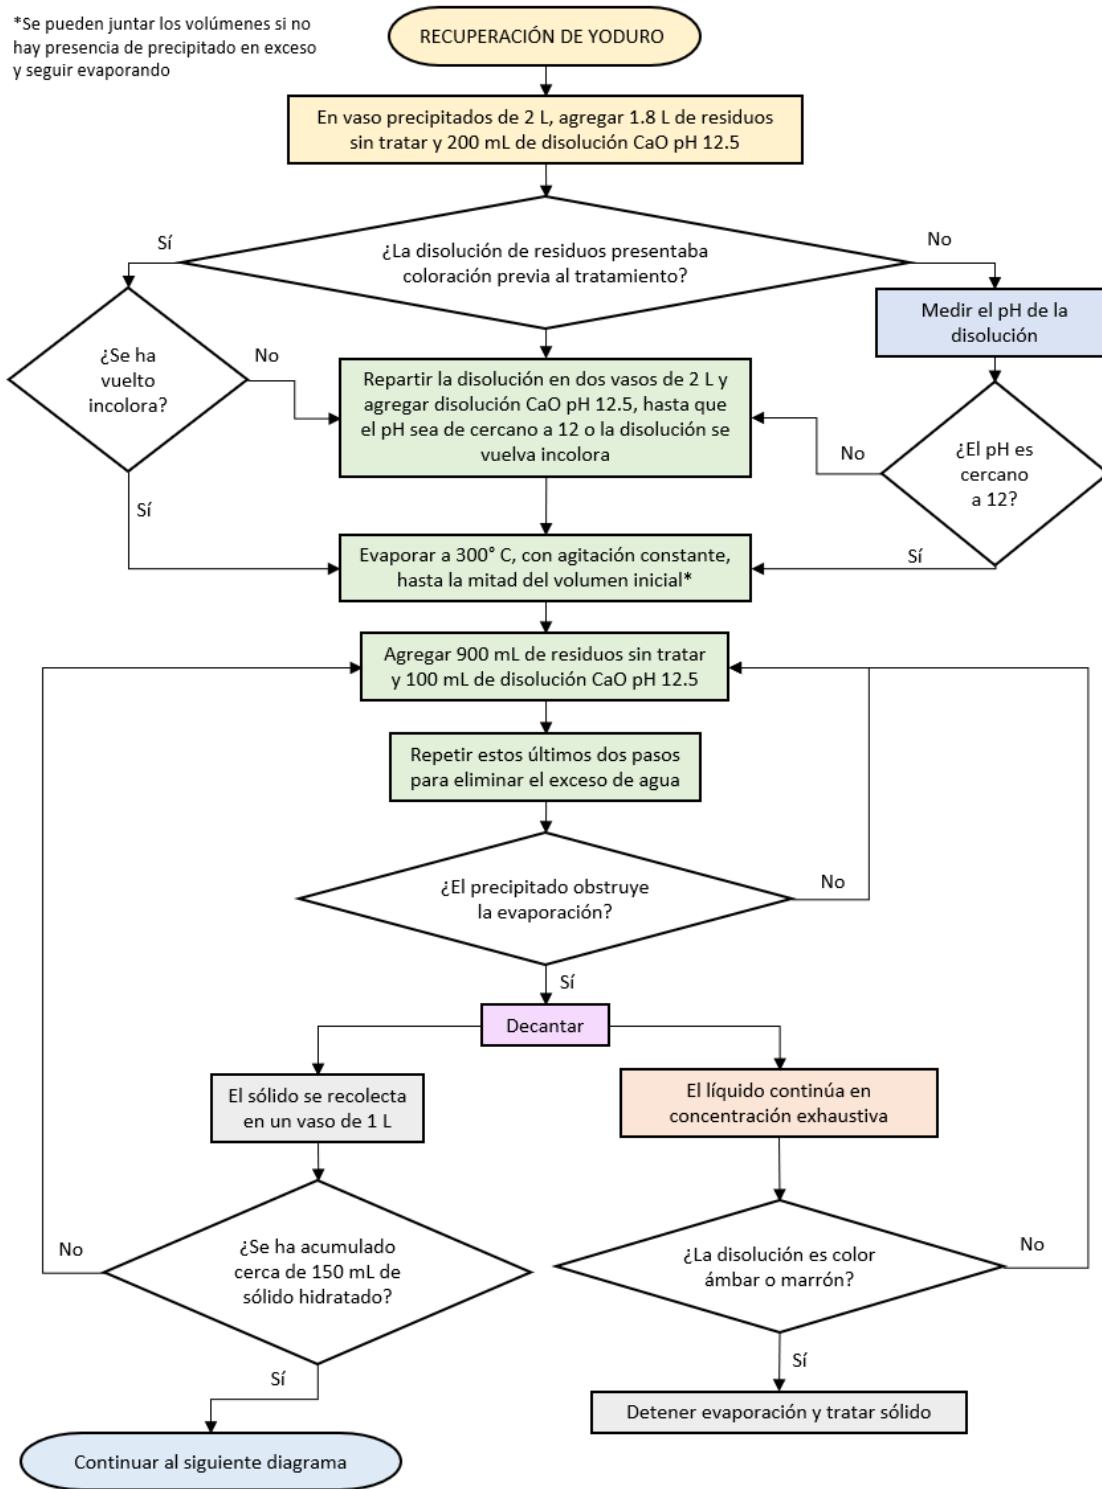 *Se pueden juntar los volúmenes si no
hay presencia de precipitado en exceso
y seguir evaporando
RECUPERACIÓN DE YODURO
En vaso precipitados de 2 L, agregar 1.8 L de residuos
sin tratar y 200 mL de disolución CaO pH 12.5
¿La disolución de residuos presentaba
coloración previa al tratamiento?
Sí
No
¿Se ha
vuelto
incolora?
No
Sí
Medir el pH de la
disolución
¿El pH es
cercano
a 12?
No
Sí
Repartir la disolución en dos vasos de 2 L y
agregar disolución CaO pH 12.5, hasta que
el pH sea de cercano a 12 o la disolución se
vuelva incolora
Evaporar a 300° C, con agitación constante,
hasta la mitad del volumen inicial*
Agregar 900 mL de residuos sin tratar
y 100 mL de disolución CaO pH 12.5
Repetir estos últimos dos pasos
para eliminar el exceso de agua
¿El precipitado obstruye
la evaporación?
No
Sí
Decantar
El sólido se recolecta
en un vaso de 1 L
El líquido continúa en
concentración exhaustiva
¿Se ha acumulado
cerca de 150 mL de
sólido hidratado?
No
Sí
¿La disolución es color
ámbar o marrón?
No
Sí
Detener evaporación y tratar sólido
Continuar al siguiente diagrama